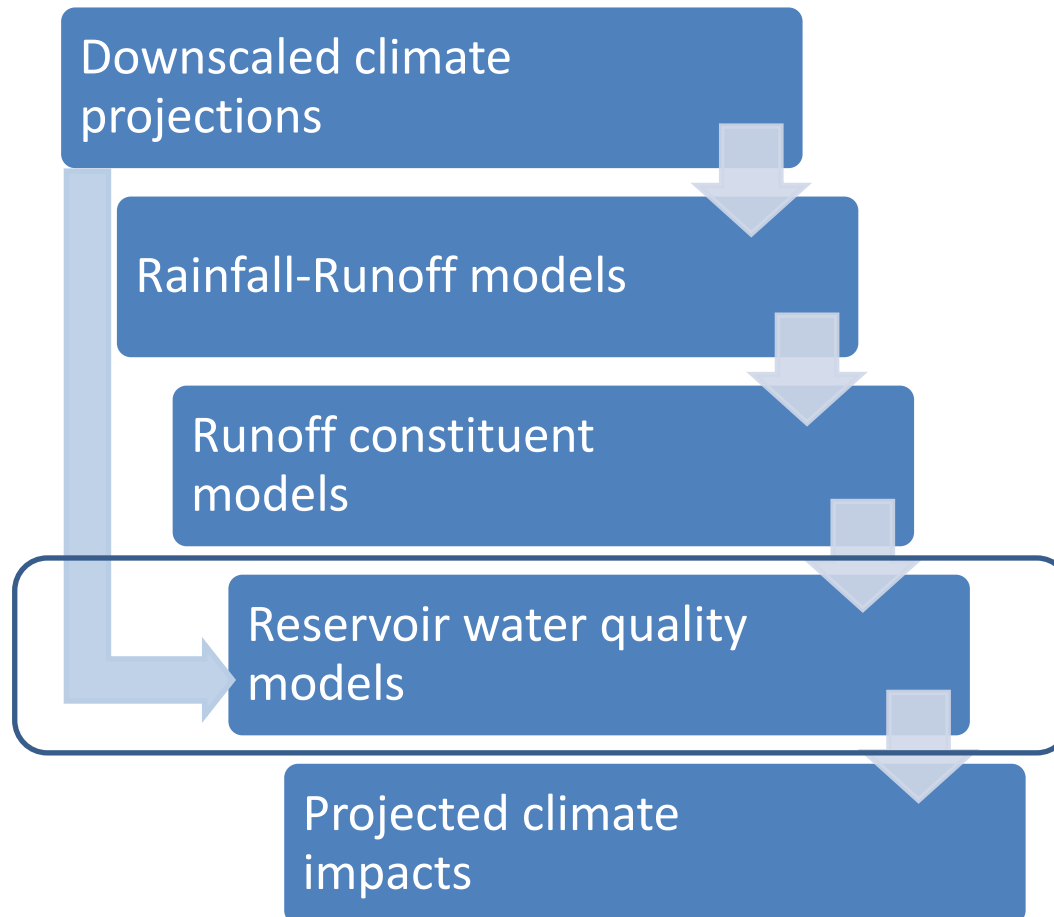 Downscaled climate
projections
Rainfall-Runoff models
Runoff constituent
models
Reservoir water quality
models
Projected climate
impacts